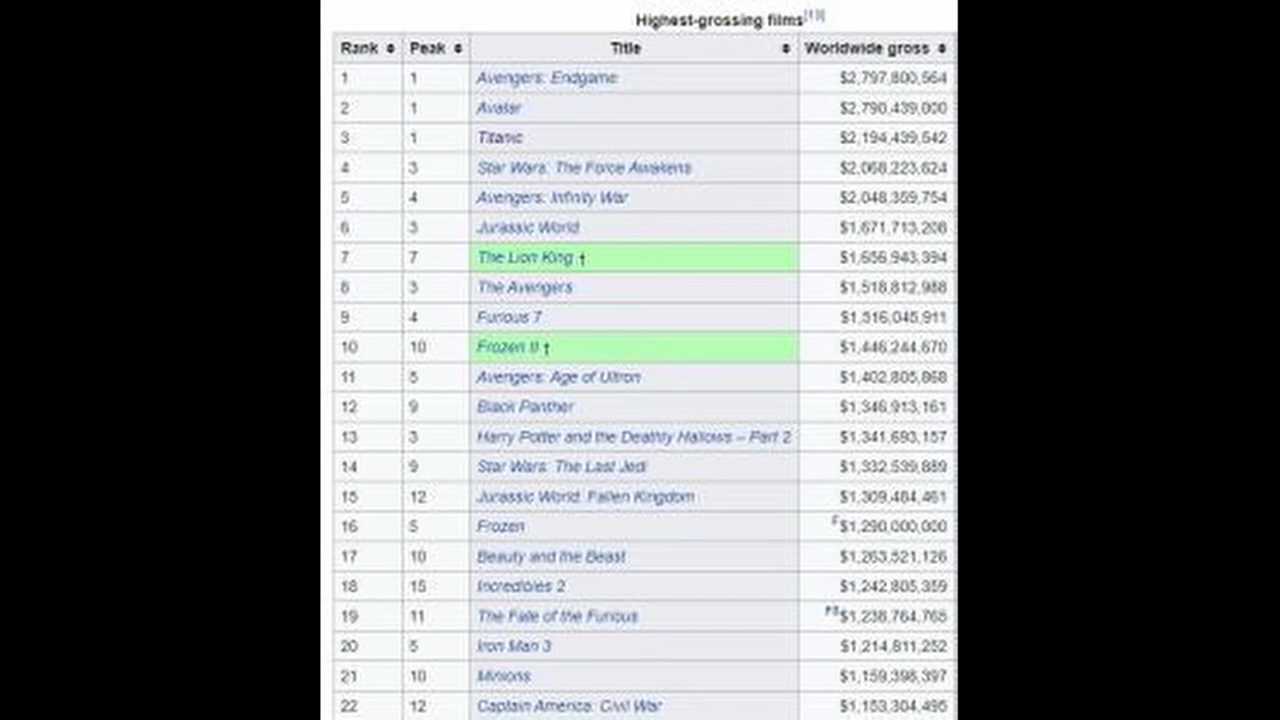 Highest-grossing films[13]
Rank Peak Title Worldwide gross
1 1 Avengers: Endgame $2,797,800,564
2 1 Avatar $2,790,439,000
3 1 Titanic $2,194,439,542
4 3 Star Wars: The Force Awakens $2,068,223,624
5 4 Avengers: Infinity War $2,048,359,754
6 3 Jurassic World $1,671,713,208
7 7 The Lion King † $1,656,943,394
8 3 The Avengers $1,518,812,988
9 4 Furious 7 $1,516,045,911
10 10 Frozen II † $1,446,244,670
11 5 Avengers: Age of Ultron $1,402,805,868
12 9 Black Panther $1,346,913,161
13 3 Harry Potter and the Deathly Hallows – Part 2 $1,341,693,157
14 9 Star Wars: The Last Jedi $1,332,539,889
15 12 Jurassic World: Fallen Kingdom $1,309,484,461
16 5 Frozen F$1,290,000,000
17 10 Beauty and the Beast $1,263,521,126
18 15 Incredibles 2 $1,242,805,359
19 11 The Fate of the Furious F8$1,238,764,765
20 5 Iron Man 3 $1,214,811,252
21 10 Minions $1,159,398,397
22 12 Captain America: Civil War $1,153,304,495